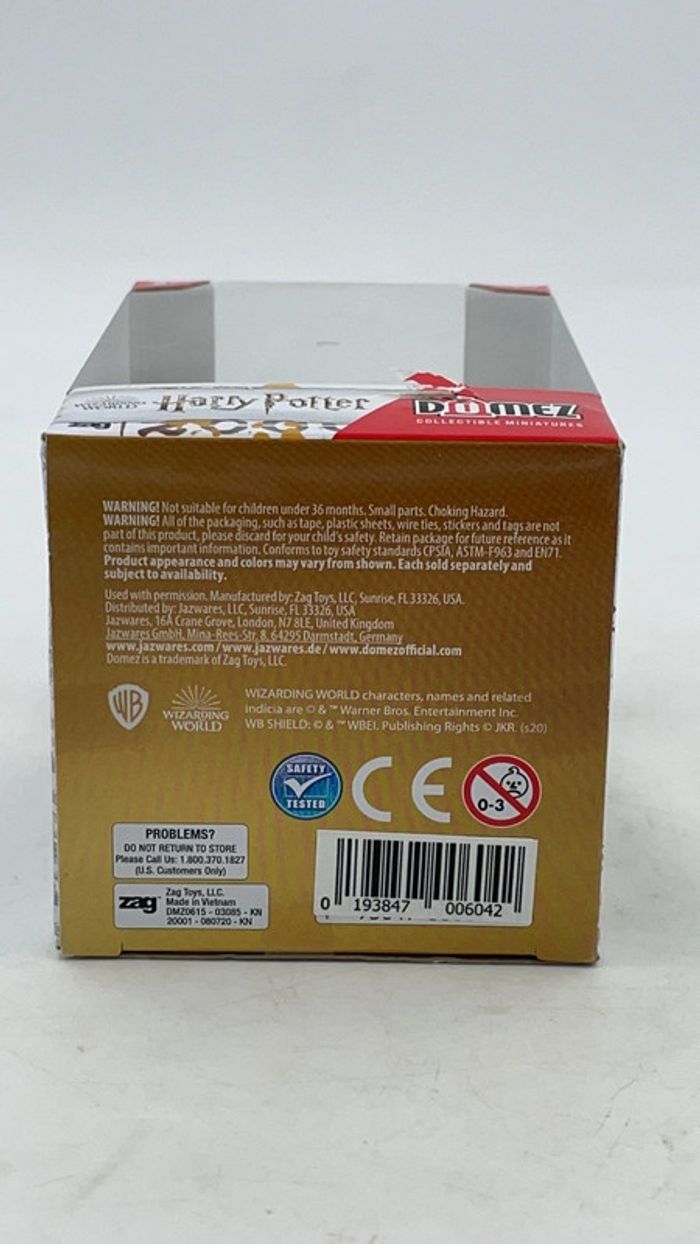 WIZARDING WORLD
Harry Potter
DOMEZ
COLLECTIBLE MINIATURES
zag
WARNING! Not suitable for children under 36 months. Small parts. Choking Hazard.
WARNING! All of the packaging, such as tape, plastic sheets, wire ties, stickers and tags are not
part of this product, please discard for your child's safety. Retain package for future reference as it
contains important information. Conforms to toy safety standards CPSIA, ASTM-F963 and EN71.
Product appearance and colors may vary from shown. Each sold separately and
subject to availability.
Used with permission. Manufactured by: Zag Toys, LLC, Sunrise, FL 33326, USA.
Distributed by: Jazwares, LLC, Sunrise, FL 33326, USA
Jazwares, 16A Crane Grove, London, N7 8LE, United Kingdom
Jazwares GmbH, Mina-Rees-Str. 8, 64295 Darmstadt, Germany
www.jazwares.com / www.jazwares.de / www.domezofficial.com
Domez is a trademark of Zag Toys, LLC.
WB
WIZARDING
WORLD
WIZARDING WORLD characters, names and related
indicia are © & ™ Warner Bros. Entertainment Inc.
WB SHIELD: © & ™ WBEI. Publishing Rights © JKR. (s20)
SAFETY
TESTED
CE
0-3
PROBLEMS?
DO NOT RETURN TO STORE
Please Call Us: 1.800.370.1827
(U.S. Customers Only)
zag
Zag Toys, LLC.
Made in Vietnam
DMZ0615 - 03085 - KN
20001 - 080720 - KN
0 193847 006042